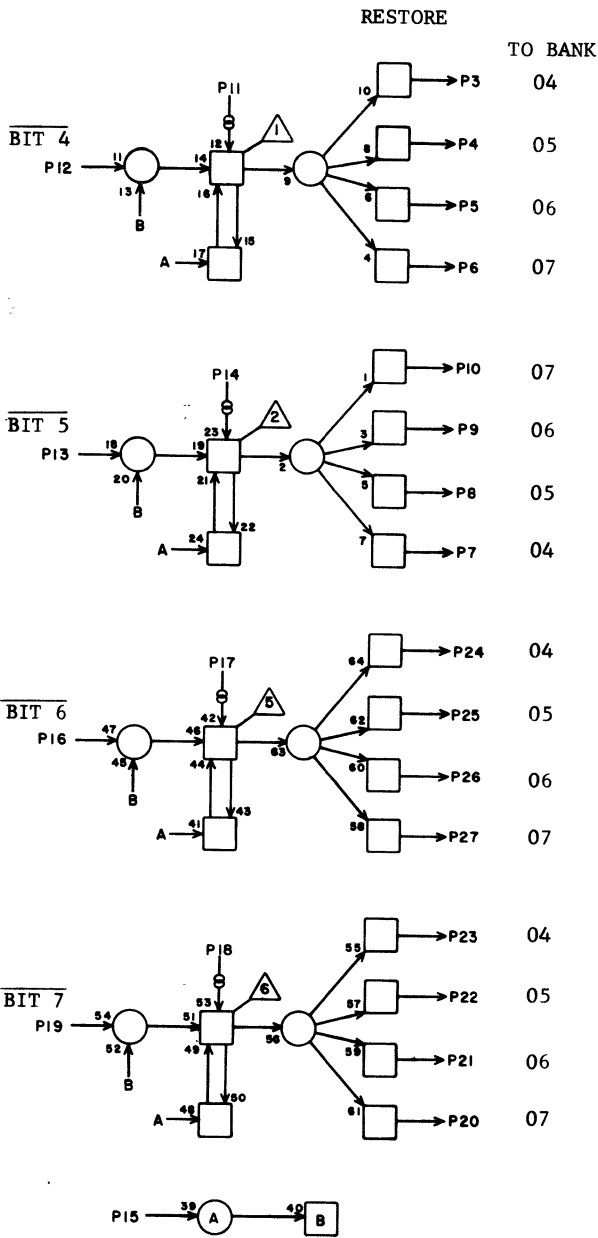 RESTORE
TO BANK
P11
10 P3 04
12 1
BIT 4
P12 11 14 9 8 P4 05
13 16 6 P5 06
B
15
A 17 4 P6 07
P14
1 P10 07
23 2
BIT 5
P13 18 19 2 3 P9 06
20 21 5 P8 05
B
22
A 24 7 P7 04
P17
64 P24 04
42 5
BIT 6
P16 47 46 63 62 P25 05
45 44 60 P26 06
B
43
A 41 58 P27 07
P18
55 P23 04
53 6
BIT 7
P19 54 51 56 57 P22 05
52 49 59 P21 06
B
50
A 48 61 P20 07
P15 39 A 40 B